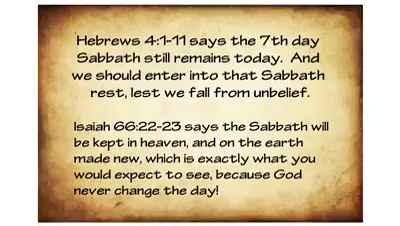 Hebrews 4:1-11 says the 7th day
Sabbath still remains today.  And
we should enter into that Sabbath
rest, lest we fall from unbelief.
Isaiah 66:22-23 says the Sabbath will
be kept in heaven, and on the earth
made new, which is exactly what you
would expect to see, because God
never change the day!